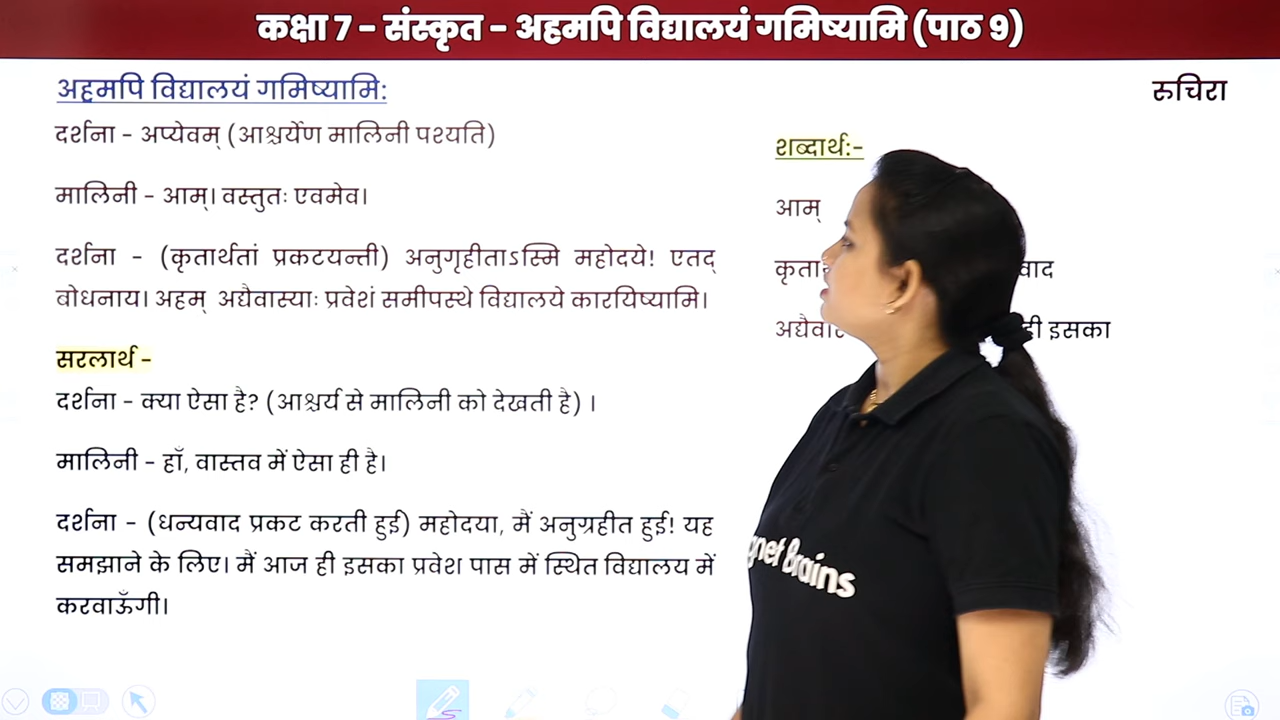 कक्षा 7 - संस्कृत - अहमपि विद्यालयं गमिष्यामि (पाठ 9)
अहमपि विद्यालयं गमिष्यामि:
रुचिरा
दर्शना - अप्येवम् (आश्चर्येण मालिनी पश्यति)
मालिनी - आम्। वस्तुतः एवमेव।
दर्शना - (कृतार्थतां प्रकटयन्ती) अनुगृहीताऽस्मि महोदये! एतद्
बोधनाय। अहम् अद्यैवास्याः प्रवेशं समीपस्थे विद्यालये कारयिष्यामि।
सरलार्थ -
दर्शना - क्या ऐसा है? (आश्चर्य से मालिनी को देखती है) ।
मालिनी - हाँ, वास्तव में ऐसा ही है।
दर्शना - (धन्यवाद प्रकट करती हुई) महोदया, मैं अनुग्रहीत हुई! यह
समझाने के लिए। मैं आज ही इसका प्रवेश पास में स्थित विद्यालय में
करवाऊँगी।
शब्दार्थ:-
आम्
इसका
Brains